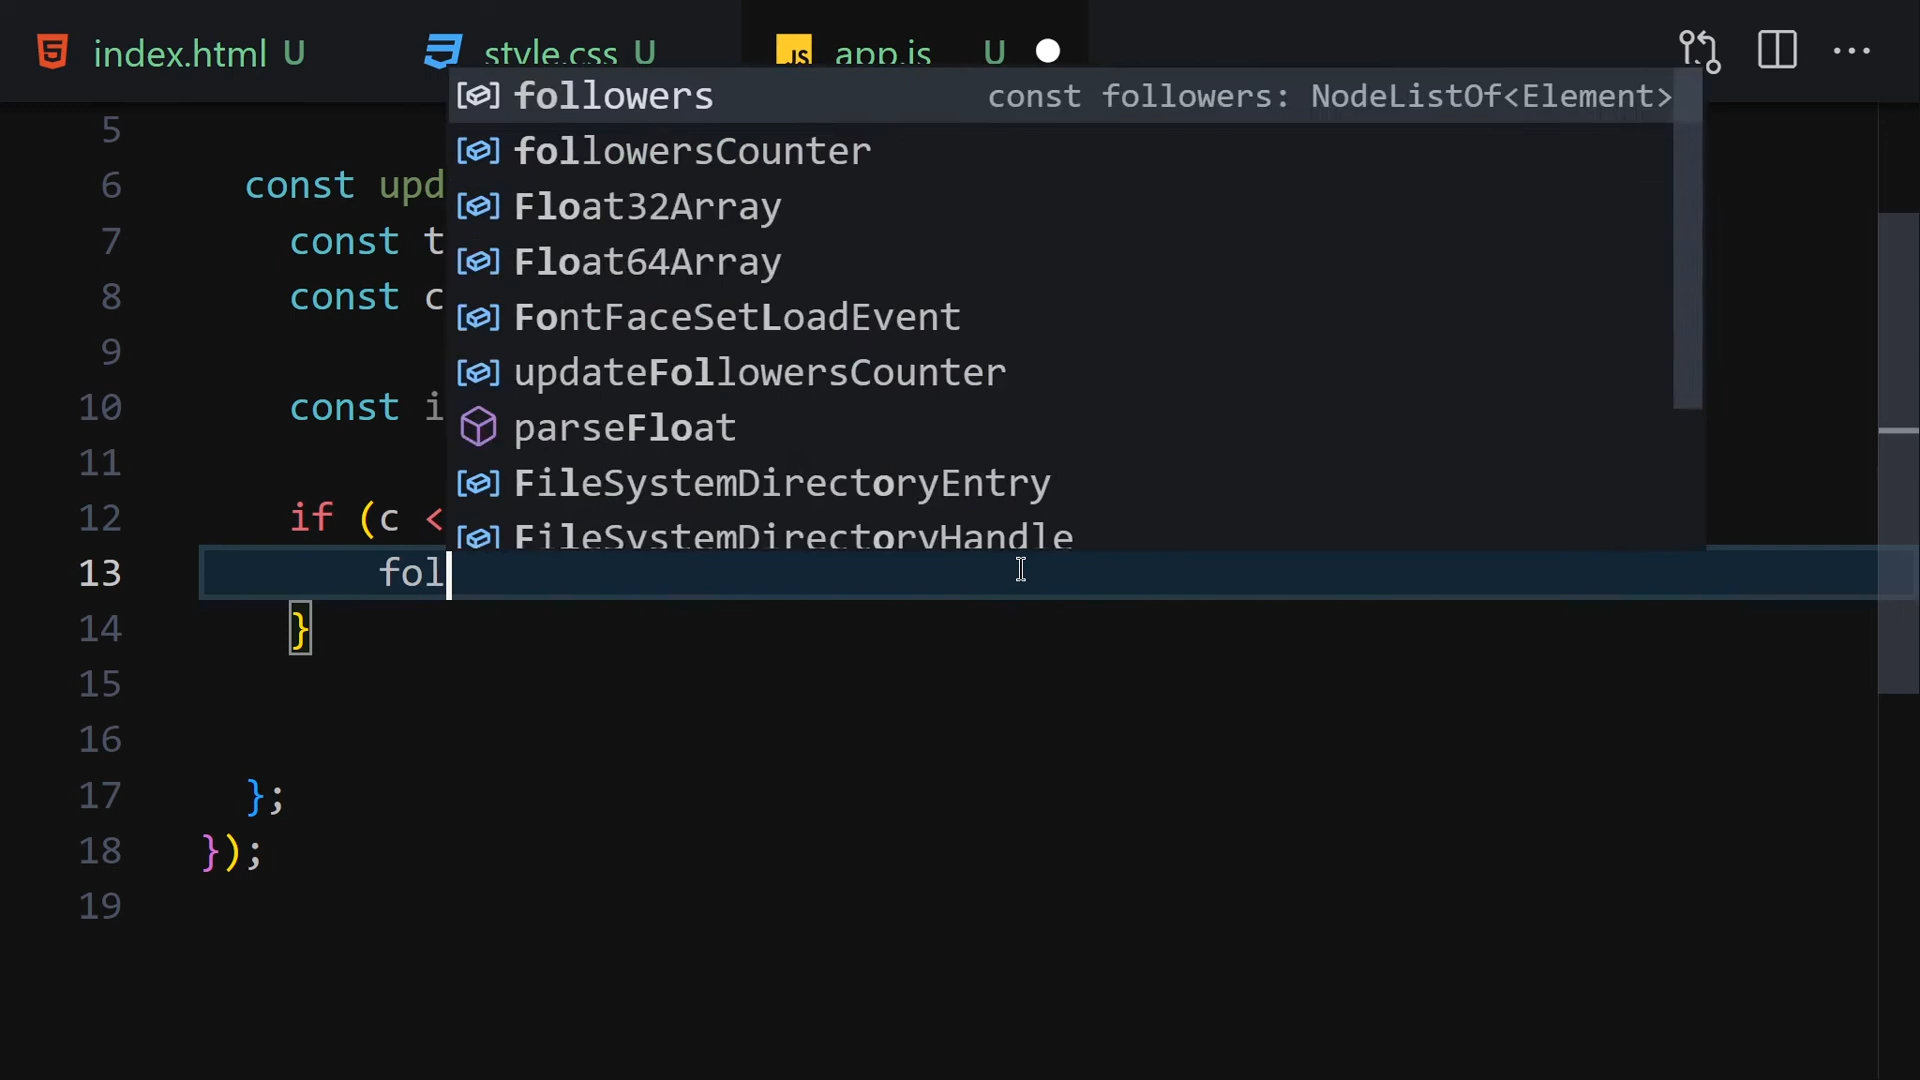 index.html U style.css U JS app.js U
followers const followers: NodeListOf<Element>
5
followersCounter
6 const upd
Float32Array
7 const t
Float64Array
8 const c
FontFaceSetLoadEvent
9
updateFollowersCounter
10 const i
parseFloat
11
FileSystemDirectoryEntry
12 if (c <
FileSystemDirectoryHandle
13 fol
14 }
15
16
17 };
18 });
19